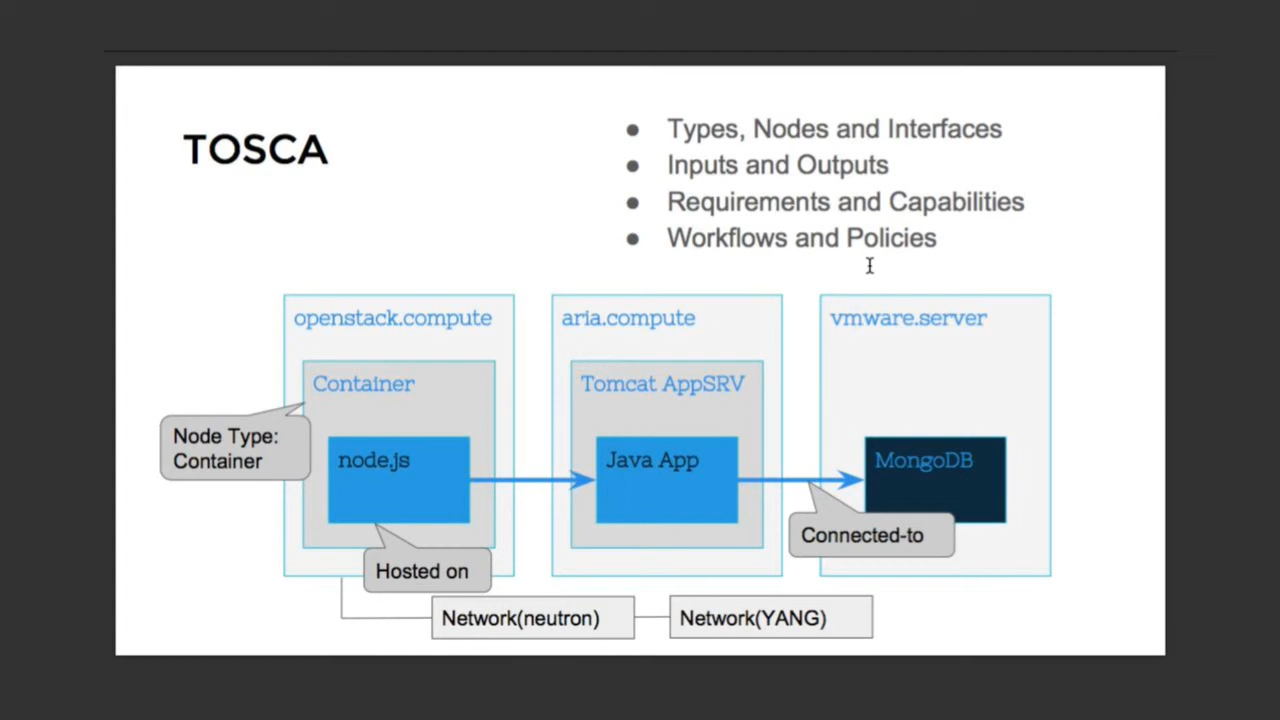 TOSCA
Types, Nodes and Interfaces
Inputs and Outputs
Requirements and Capabilities
Workflows and Policies
openstack.compute
aria.compute
vmware.server
Container
Tomcat AppSRV
Node Type:
Container
node.js
Java App
MongoDB
Connected-to
Hosted on
Network(neutron)
Network(YANG)